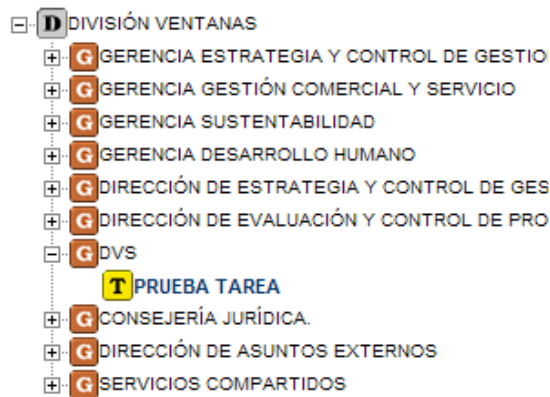 D DIVISIÓN VENTANAS
G GERENCIA ESTRATEGIA Y CONTROL DE GESTIO
G GERENCIA GESTIÓN COMERCIAL Y SERVICIO
G GERENCIA SUSTENTABILIDAD
G GERENCIA DESARROLLO HUMANO
G DIRECCIÓN DE ESTRATEGIA Y CONTROL DE GES
G DIRECCIÓN DE EVALUACIÓN Y CONTROL DE PRO
G DVS
T PRUEBA TAREA
G CONSEJERÍA JURÍDICA.
G DIRECCIÓN DE ASUNTOS EXTERNOS
G SERVICIOS COMPARTIDOS